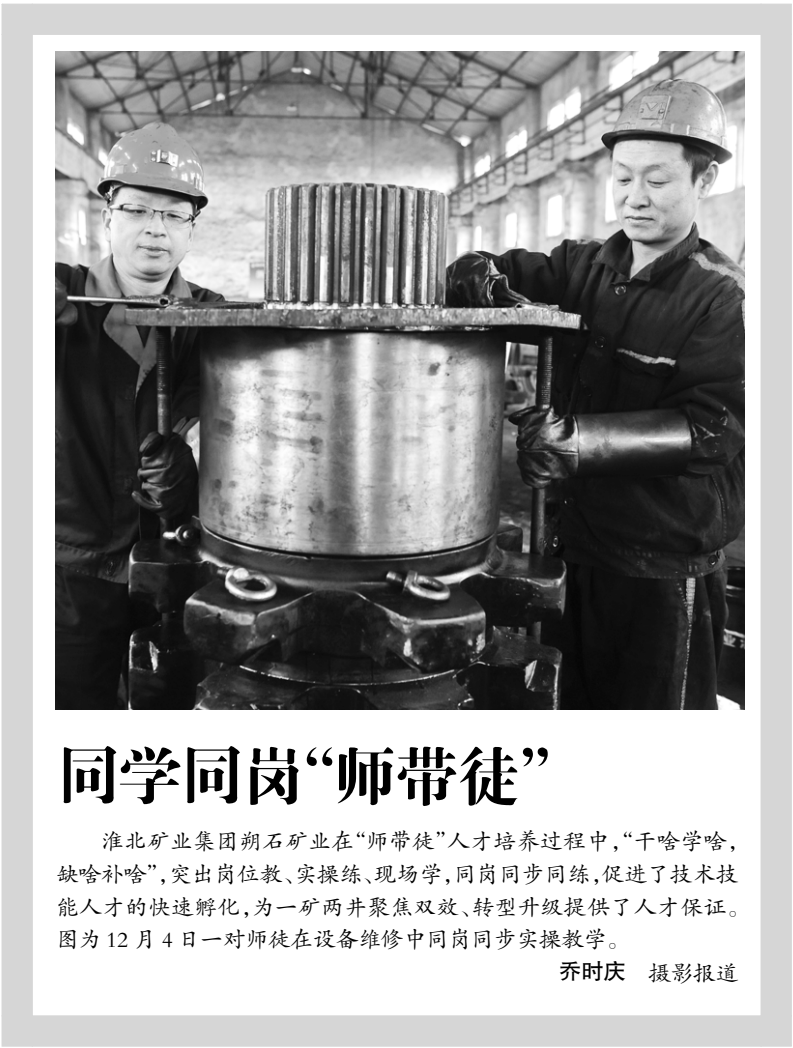 同学同岗“师带徒”
淮北矿业集团朔石矿业在“师带徒”人才培养过程中，“干啥学啥，
缺啥补啥”，突出岗位教、实操练、现场学，同岗同步同练，促进了技术技
能人才的快速孵化，为一矿两井聚焦双效、转型升级提供了人才保证。
图为 12 月 4 日一对师徒在设备维修中同岗同步实操教学。
乔时庆 摄影报道